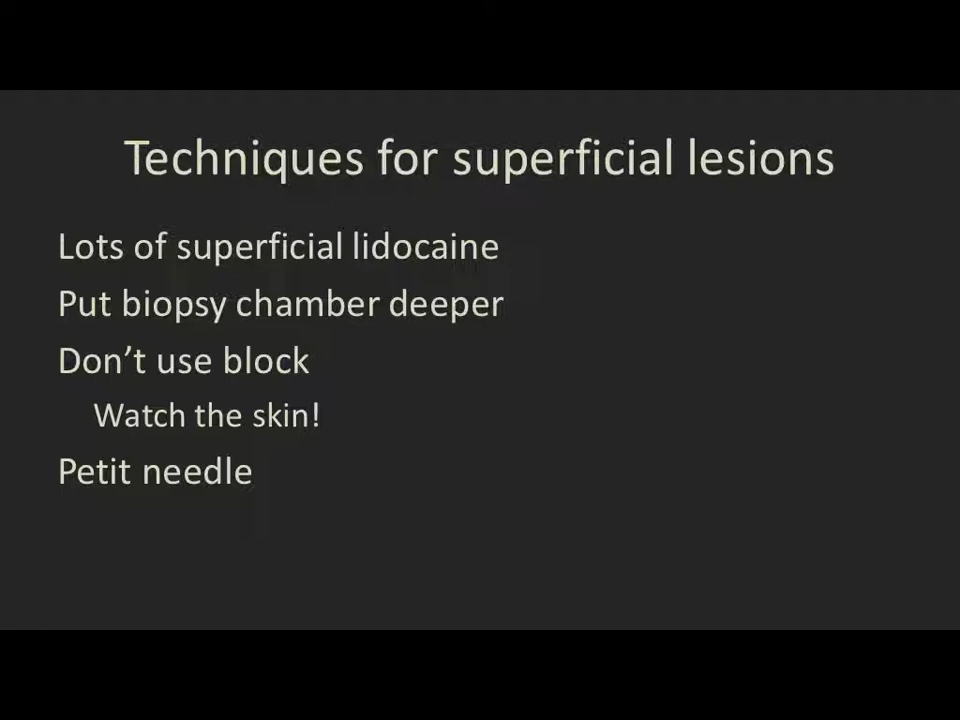 Techniques for superficial lesions
Lots of superficial lidocaine
Put biopsy chamber deeper
Don’t use block
Watch the skin!
Petit needle